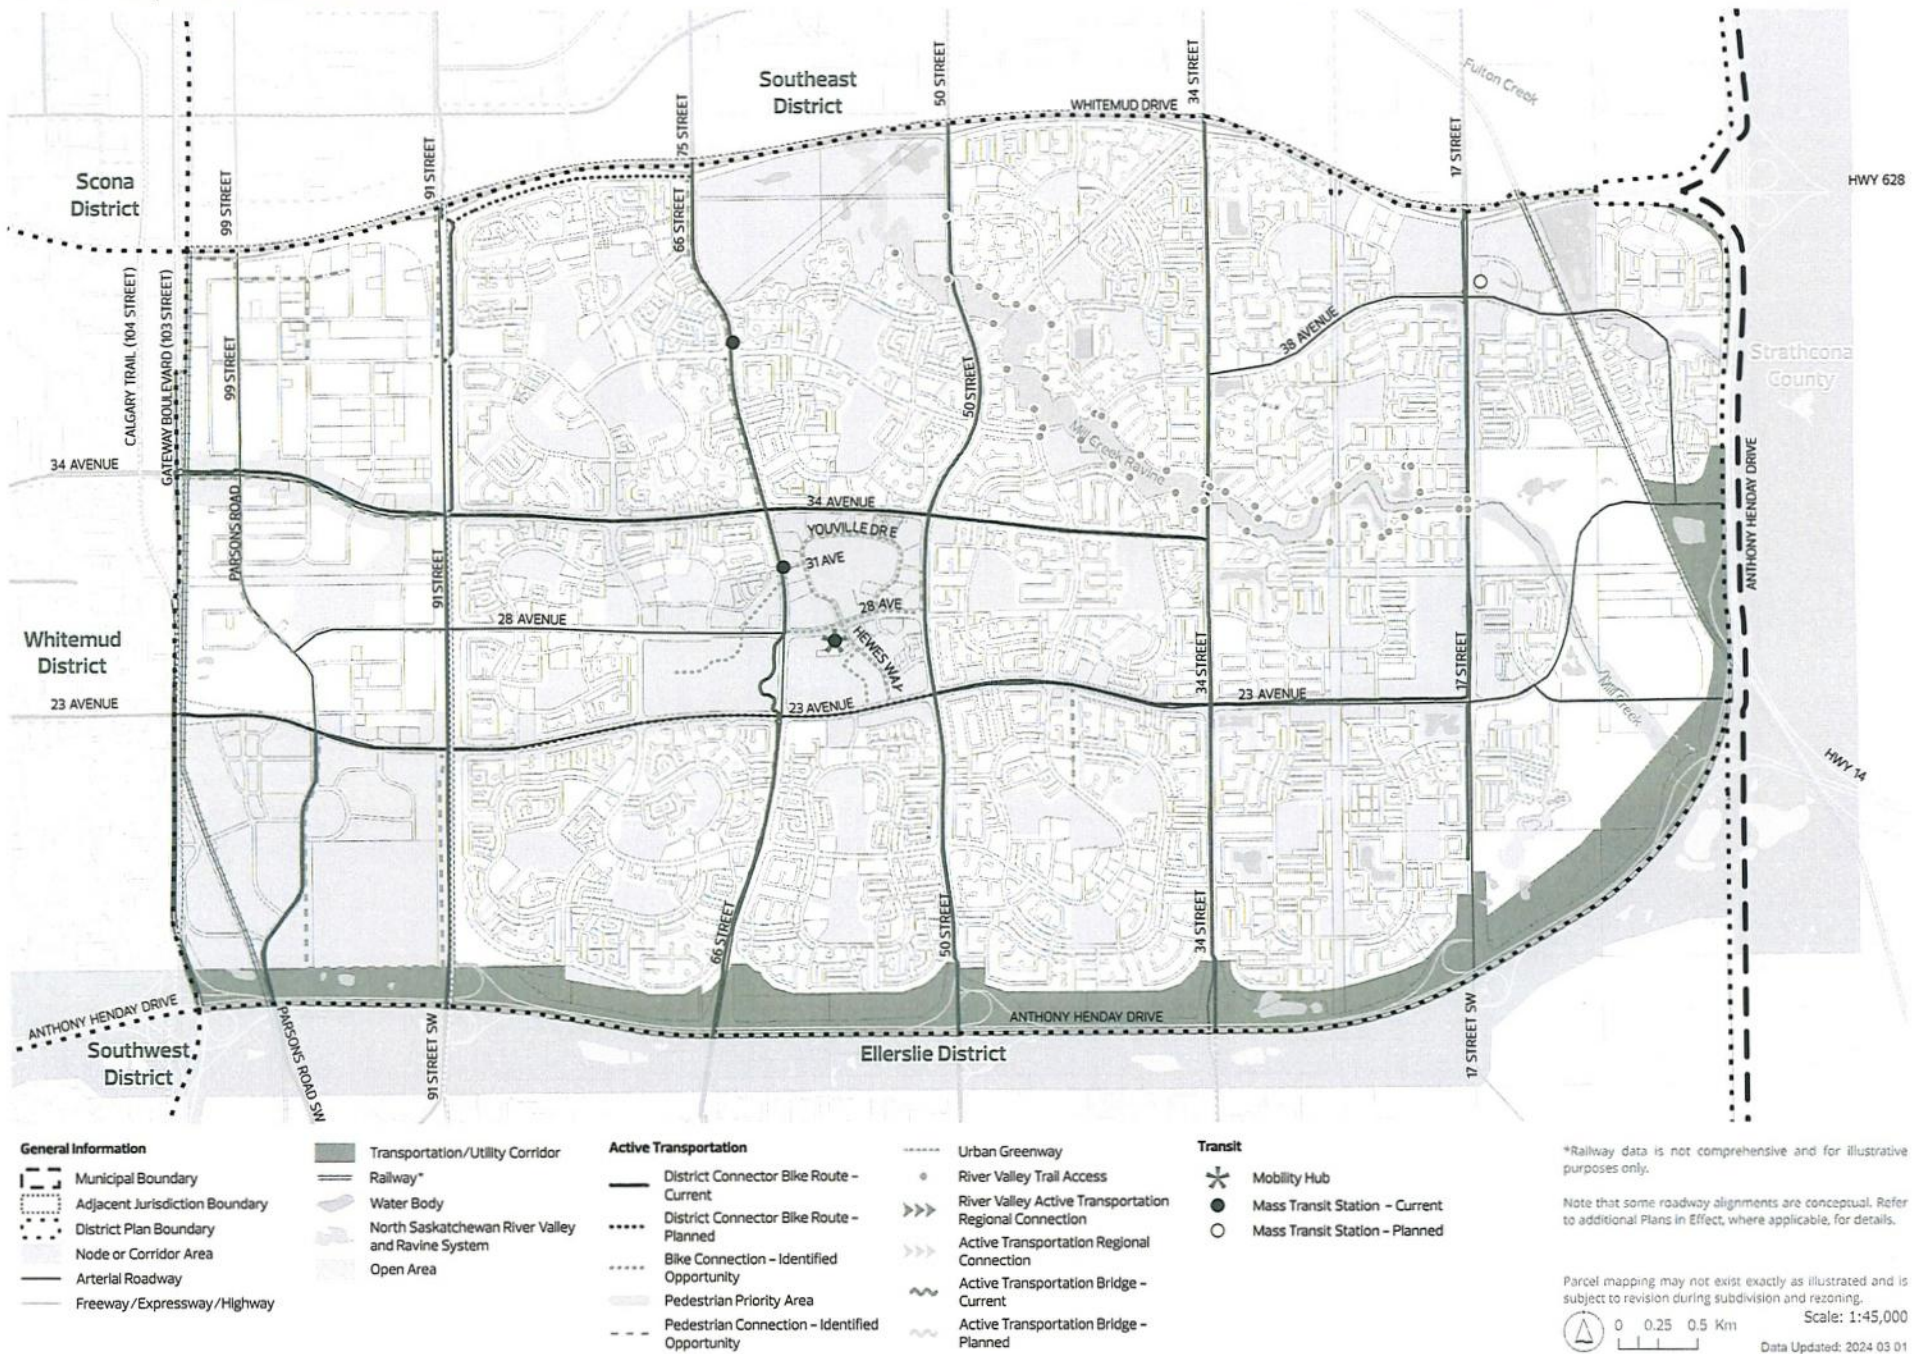 Southeast
District
50 STREET
34 STREET
Fulton Creek
WHITEMUD DRIVE
75 STREET
91 STREET
17 STREET
Scona
District
99 STREET
66 STREET
HWY 628
CALGARY TRAIL (104 STREET)
GATEWAY BOULEVARD (103 STREET)
99 STREET
38 AVENUE
50 STREET
Strathcona
County
Mill Creek Ravine
34 AVENUE
PARSONS ROAD
34 AVENUE
YOUVILLE DR E
31 AVE
91 STREET
ANTHONY HENDAY DRIVE
28 AVE
28 AVENUE
HEWES WAY
Whitemud
District
34 STREET
17 STREET
23 AVENUE
23 AVENUE
23 AVENUE
Mill Creek
HWY 14
66 STREET
50 STREET
34 STREET
ANTHONY HENDAY DRIVE
ANTHONY HENDAY DRIVE
PARSONS ROAD SW
91 STREET SW
17 STREET SW
Southwest
District
Ellerslie District
General Information
Municipal Boundary
Adjacent Jurisdiction Boundary
District Plan Boundary
Node or Corridor Area
Arterial Roadway
Freeway/Expressway/Highway
Transportation/Utility Corridor
Railway*
Water Body
North Saskatchewan River Valley
and Ravine System
Open Area
Active Transportation
District Connector Bike Route –
Current
District Connector Bike Route –
Planned
Bike Connection – Identified
Opportunity
Pedestrian Priority Area
Pedestrian Connection – Identified
Opportunity
Urban Greenway
River Valley Trail Access
River Valley Active Transportation
Regional Connection
Active Transportation Regional
Connection
Active Transportation Bridge –
Current
Active Transportation Bridge –
Planned
Transit
Mobility Hub
Mass Transit Station – Current
Mass Transit Station – Planned
*Railway data is not comprehensive and for illustrative
purposes only.
Note that some roadway alignments are conceptual. Refer
to additional Plans in Effect, where applicable, for details.
Parcel mapping may not exist exactly as illustrated and is
subject to revision during subdivision and rezoning.
Scale: 1:45,000
0 0.25 0.5 Km
Data Updated: 2024 03 01